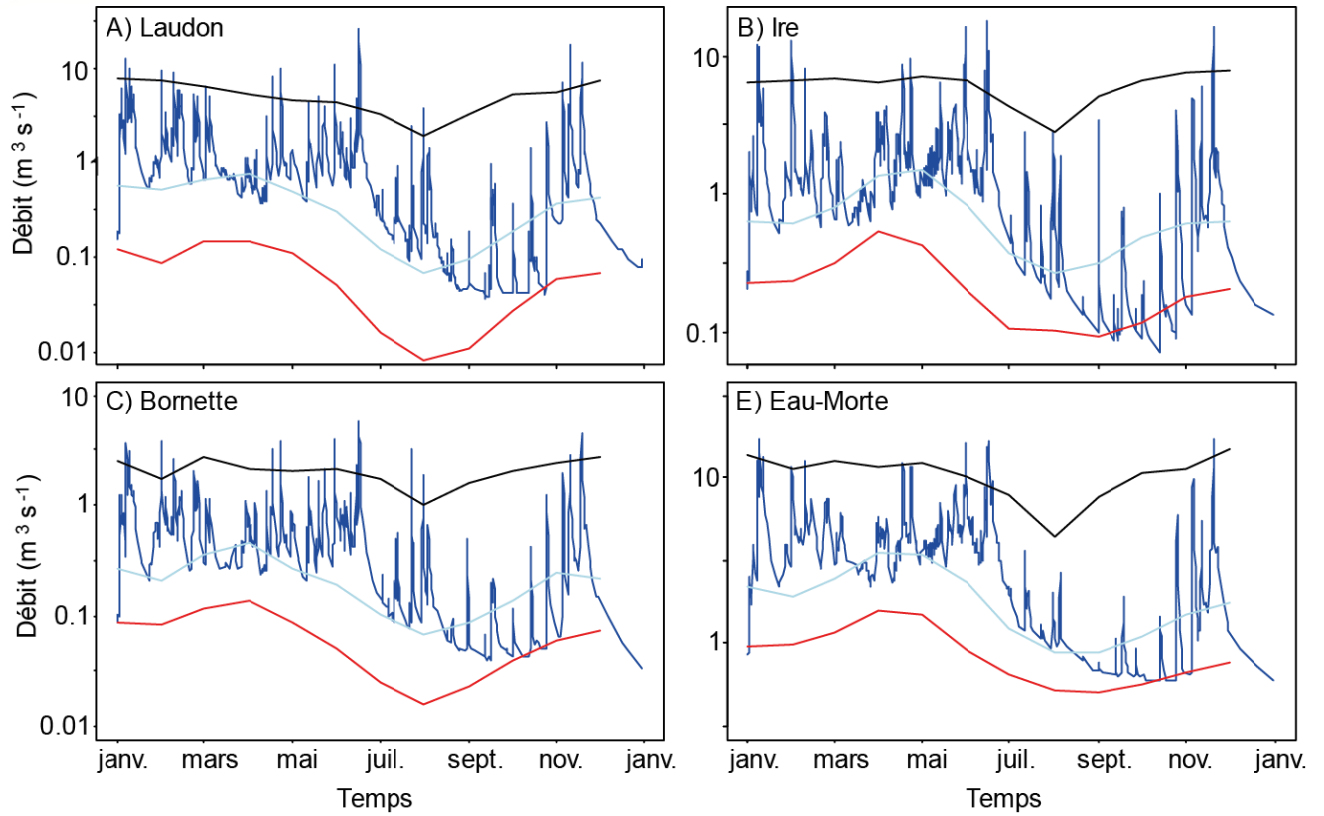 A) Laudon
B) Ire
Débit (m³ s⁻¹)
10
1
0.1
0.01
10
1
0.1
C) Bornette
E) Eau-Morte
Débit (m³ s⁻¹)
10
1
0.1
0.01
10
1
janv. mars mai juil. sept. nov. janv.
janv. mars mai juil. sept. nov. janv.
Temps
Temps